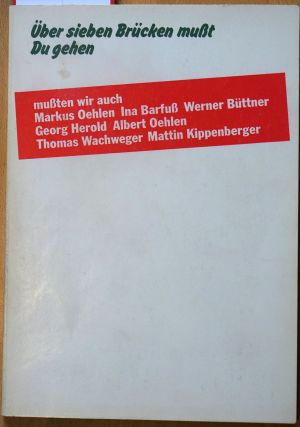 Über sieben Brücken mußt
Du gehen
mußten wir auch
Markus Oehlen Ina Barfuß Werner Büttner
Georg Herold Albert Oehlen
Thomas Wachweger Mattin Kippenberger